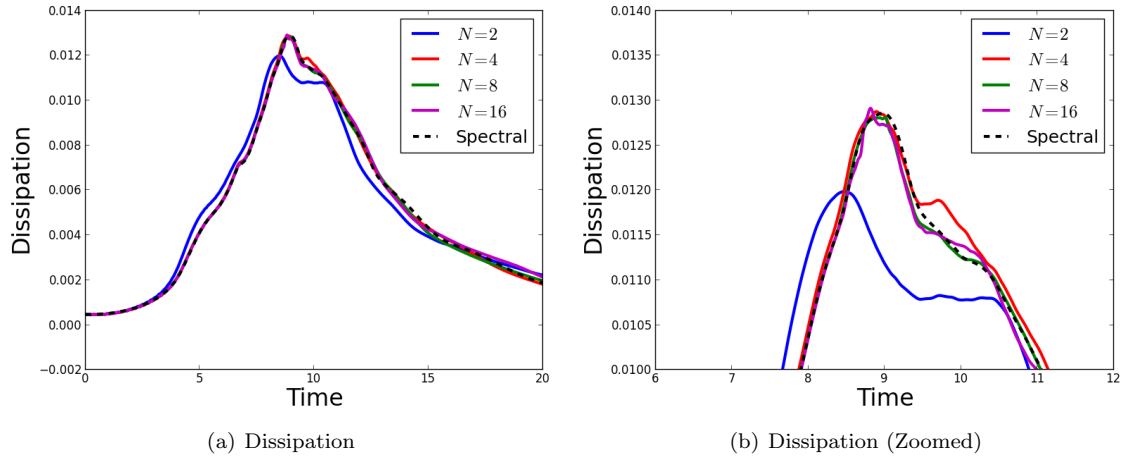 0.014
0.012
0.010
0.008
0.006
0.004
0.002
0.000
−0.002
0
5
10
15
20
Dissipation
Time
N=2
N=4
N=8
N=16
Spectral
(a) Dissipation
0.0140
0.0135
0.0130
0.0125
0.0120
0.0115
0.0110
0.0105
0.0100
6
7
8
9
10
11
12
Dissipation
Time
N=2
N=4
N=8
N=16
Spectral
(b) Dissipation (Zoomed)